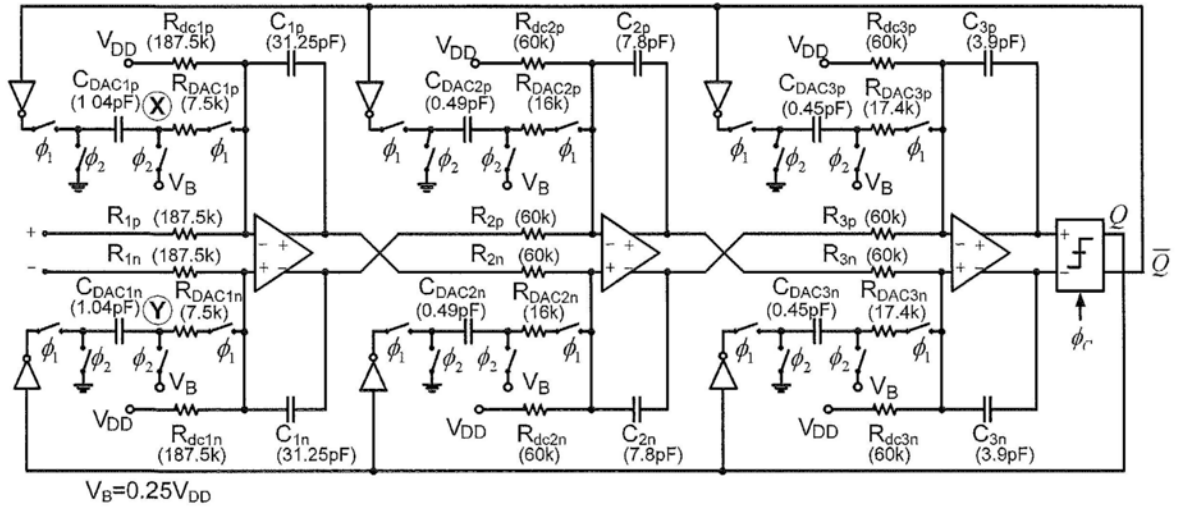 Rdc1p
(187.5k)
C1p
(31.25pF)
VDD
CDAC1p
(1 04pF)
X
RDAC1p
(7.5k)
ϕ1
ϕ2
ϕ2
ϕ1
VB
R1p (187.5k)
+
-
R1n (187.5k)
- +
+ -
CDAC1n
(1.04pF)
Y
RDAC1n
(7.5k)
ϕ1
ϕ2
ϕ2
ϕ1
VB
VDD
Rdc1n
(187.5k)
C1n
(31.25pF)
VB=0.25VDD
Rdc2p
(60k)
C2p
(7.8pF)
VDD
CDAC2p
(0.49pF)
RDAC2p
(16k)
ϕ1
ϕ2
ϕ2
ϕ1
VB
R2p (60k)
R2n
(60k)
- +
+ -
CDAC2n
(0.49pF)
RDAC2n
(16k)
ϕ1
ϕ2
ϕ2
ϕ1
VB
VDD
Rdc2n
(60k)
C2n
(7.8pF)
Rdc3p
(60k)
C3p
(3.9pF)
VDD
CDAC3p
(0.45pF)
RDAC3p
(17.4k)
ϕ1
ϕ2
ϕ2
ϕ1
VB
R3p (60k)
R3n
(60k)
- +
+ -
CDAC3n
(0.45pF)
RDAC3n
(17.4k)
ϕ1
ϕ2
ϕ2
ϕ1
VB
VDD
Rdc3n
(60k)
C3n
(3.9pF)
+
-
Q
Q̅
ϕC